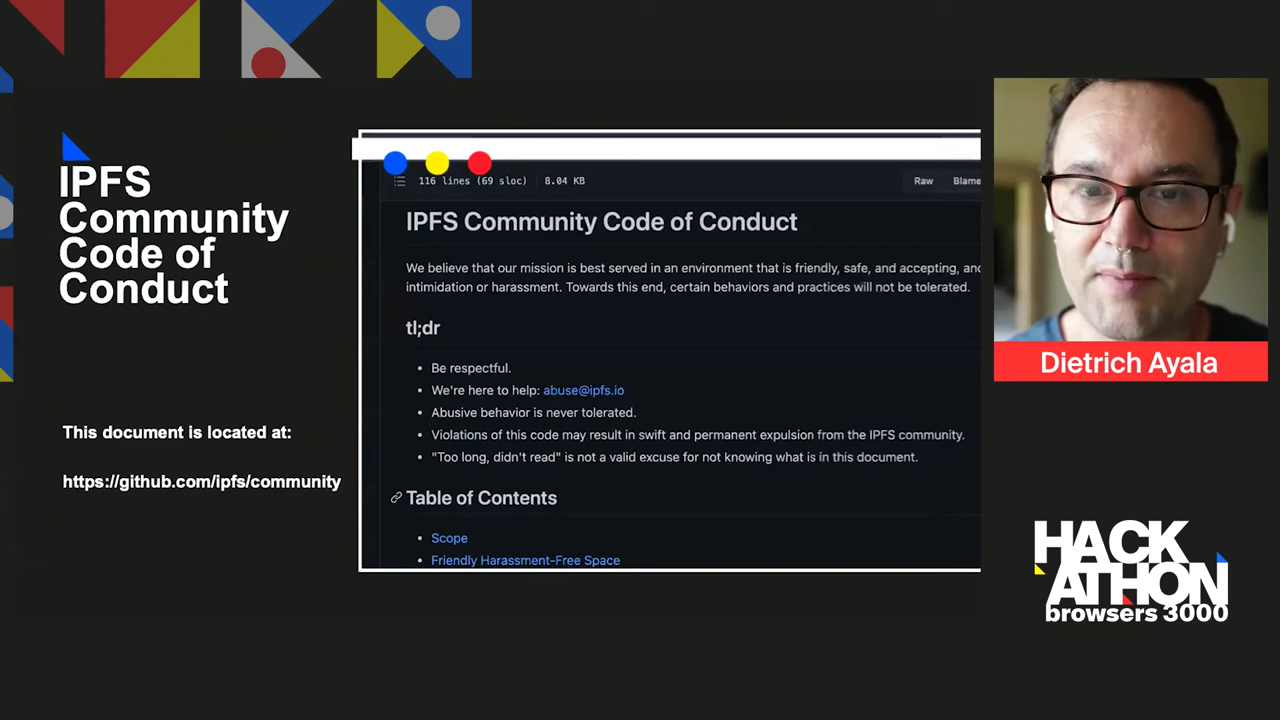 IPFS
Community
Code of
Conduct
This document is located at:
https://github.com/ipfs/community
116 lines (69 sloc) 8.04 KB
Raw Blame
IPFS Community Code of Conduct
We believe that our mission is best served in an environment that is friendly, safe, and accepting, and
intimidation or harassment. Towards this end, certain behaviors and practices will not be tolerated.
tl;dr
• Be respectful.
• We're here to help: abuse@ipfs.io
• Abusive behavior is never tolerated.
• Violations of this code may result in swift and permanent expulsion from the IPFS community.
• "Too long, didn't read" is not a valid excuse for not knowing what is in this document.
Table of Contents
• Scope
• Friendly Harassment-Free Space
Dietrich Ayala
HACK
ATHON
browsers 3000